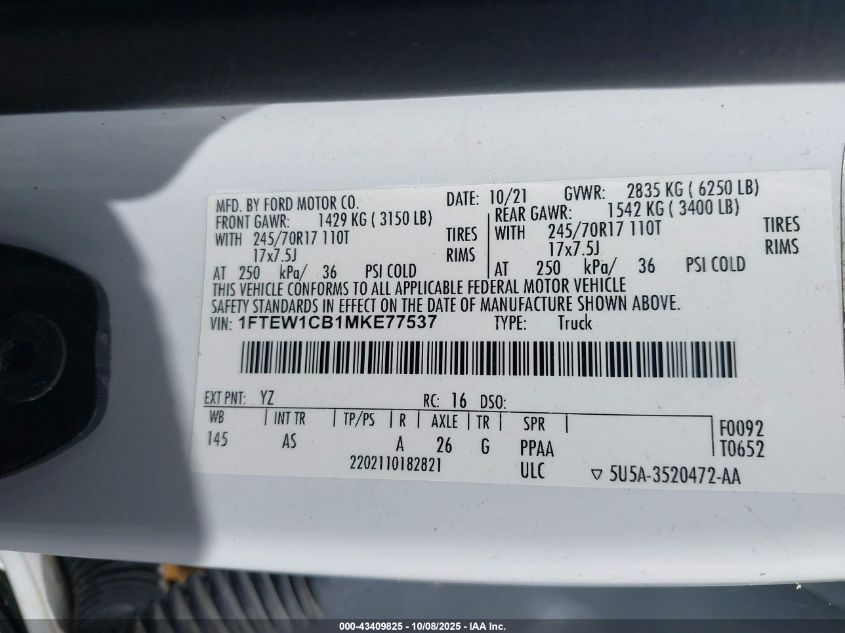 MFD. BY FORD MOTOR CO. DATE: 10/21 GVWR: 2835 KG ( 6250 LB)
FRONT GAWR: 1429 KG ( 3150 LB) REAR GAWR: 1542 KG ( 3400 LB)
WITH 245/70R17 110T TIRES WITH 245/70R17 110T TIRES
17x7.5J RIMS 17x7.5J RIMS
AT 250 kPa/ 36 PSI COLD AT 250 kPa/ 36 PSI COLD
THIS VEHICLE CONFORMS TO ALL APPLICABLE FEDERAL MOTOR VEHICLE
SAFETY STANDARDS IN EFFECT ON THE DATE OF MANUFACTURE SHOWN ABOVE.
VIN: 1FTEW1CB1MKE77537 TYPE: Truck
EXT PNT: YZ RC: 16 DSO:
WB INT TR TP/PS R AXLE TR SPR F0092
145 AS A 26 G PPAA T0652
2202110182821 ULC ▽ 5U5A-3520472-AA
000-43409825 - 10/08/2025 - IAA Inc.